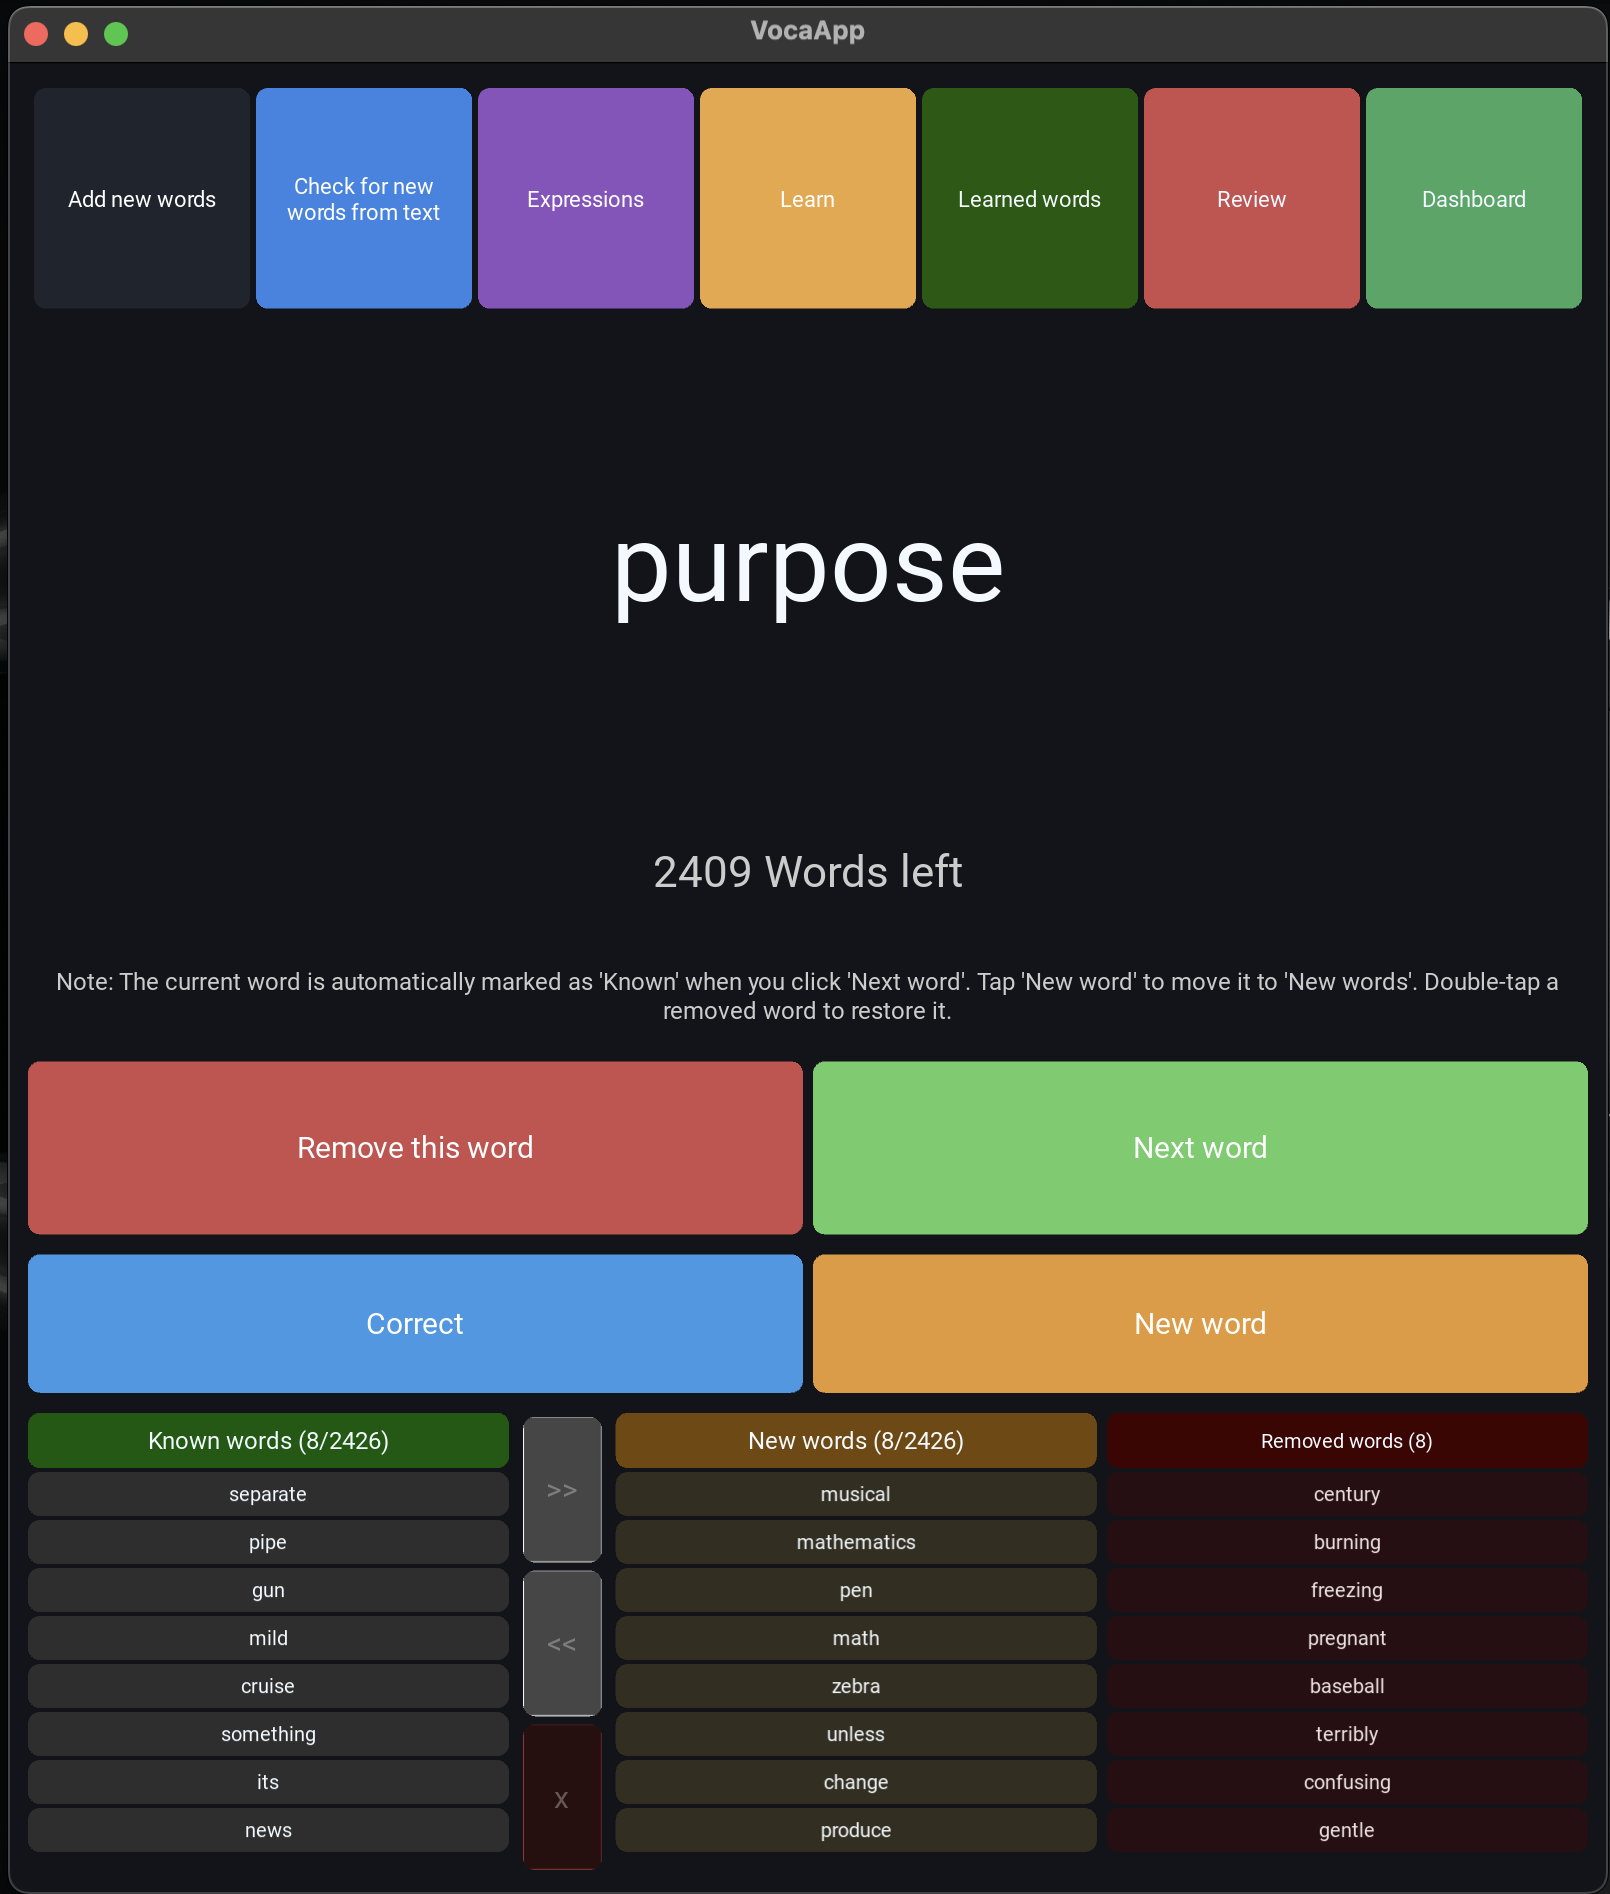 VocaApp
Add new words
Check for new
words from text
Expressions
Learn
Learned words
Review
Dashboard
purpose
2409 Words left
Note: The current word is automatically marked as 'Known' when you click 'Next word'. Tap 'New word' to move it to 'New words'. Double-tap a
removed word to restore it.
Remove this word
Next word
Correct
New word
Known words (8/2426)
separate
pipe
gun
mild
cruise
something
its
news
>>
<<
X
New words (8/2426)
musical
mathematics
pen
math
zebra
unless
change
produce
Removed words (8)
century
burning
freezing
pregnant
baseball
terribly
confusing
gentle